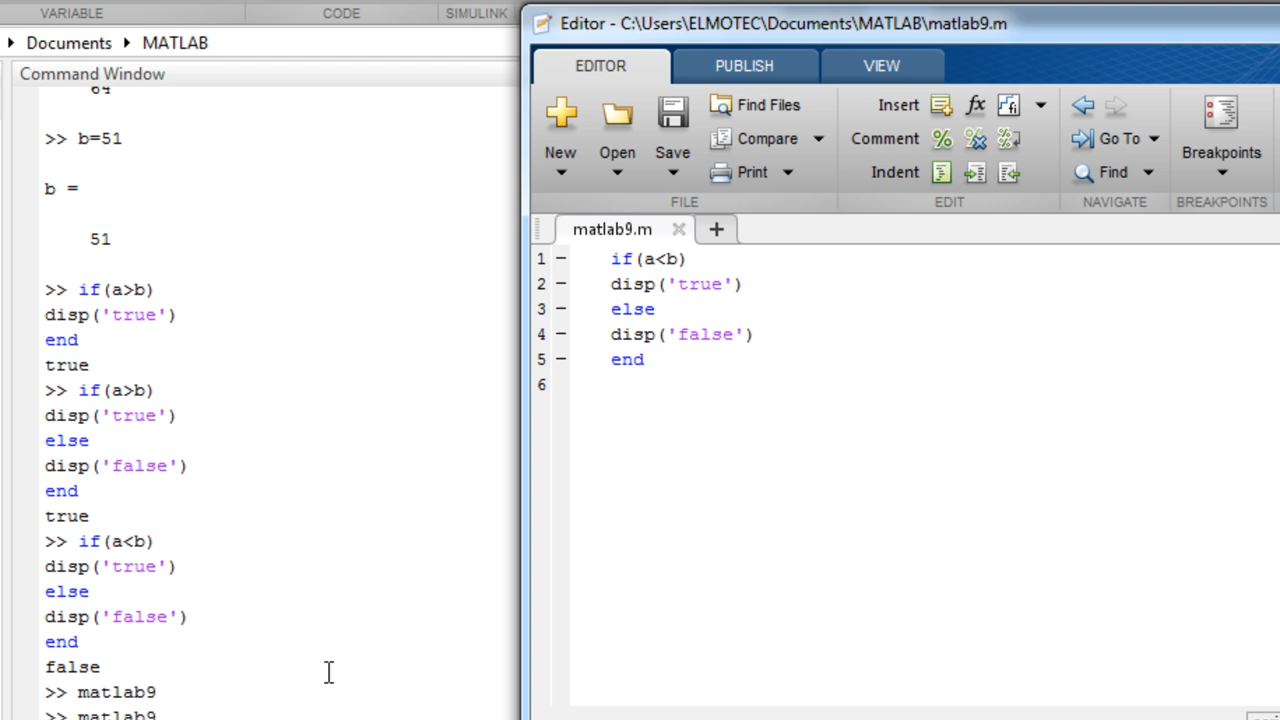 VARIABLE CODE SIMULINK
Documents MATLAB
Command Window
64
>> b=51
b =
51
>> if(a>b)
disp('true')
end
true
>> if(a>b)
disp('true')
else
disp('false')
end
true
>> if(a<b)
disp('true')
else
disp('false')
end
false
>> matlab9
>> matlab9
Editor - C:\Users\ELMOTEC\Documents\MATLAB\matlab9.m
EDITOR PUBLISH VIEW
New
Open
Save
Find Files
Compare
Print
FILE
Insert
Comment
Indent
EDIT
Go To
Find
NAVIGATE
Breakpoints
BREAKPOINTS
matlab9.m
1 if(a<b)
2 disp('true')
3 else
4 disp('false')
5 end
6